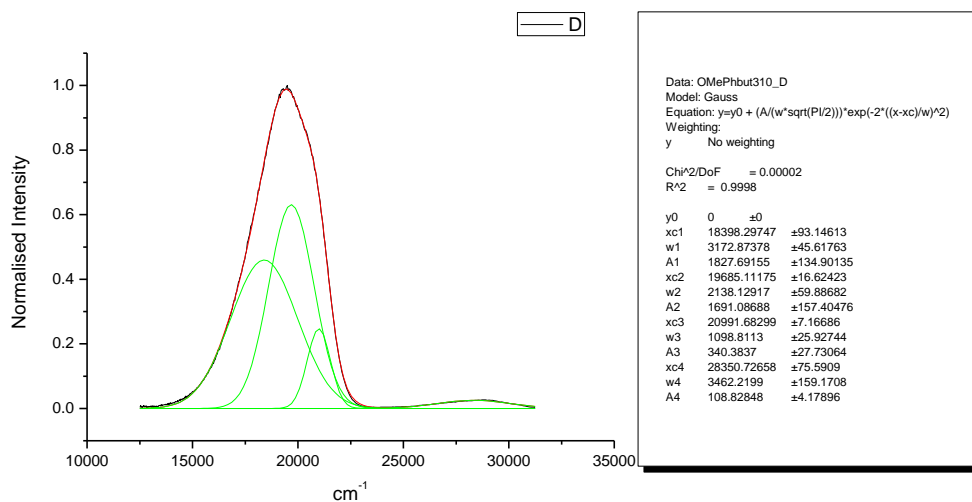 D
1.0
0.8
0.6
0.4
0.2
0.0
Normalised Intensity
10000 15000 20000 25000 30000 35000
cm-1
Data: OMePhbut310_D
Model: Gauss
Equation: y=y0 + (A/(w*sqrt(PI/2)))*exp(-2*((x-xc)/w)^2)
Weighting:
y No weighting
Chi^2/DoF = 0.00002
R^2 = 0.9998
y0 0 ±0
xc1 18398.29747 ±93.14613
w1 3172.87378 ±45.61763
A1 1827.69155 ±134.90135
xc2 19685.11175 ±16.62423
w2 2138.12917 ±59.88682
A2 1691.08688 ±157.40476
xc3 20991.68299 ±7.16686
w3 1098.8113 ±25.92744
A3 340.3837 ±27.73064
xc4 28350.72658 ±75.5909
w4 3462.2199 ±159.1708
A4 108.82848 ±4.17896